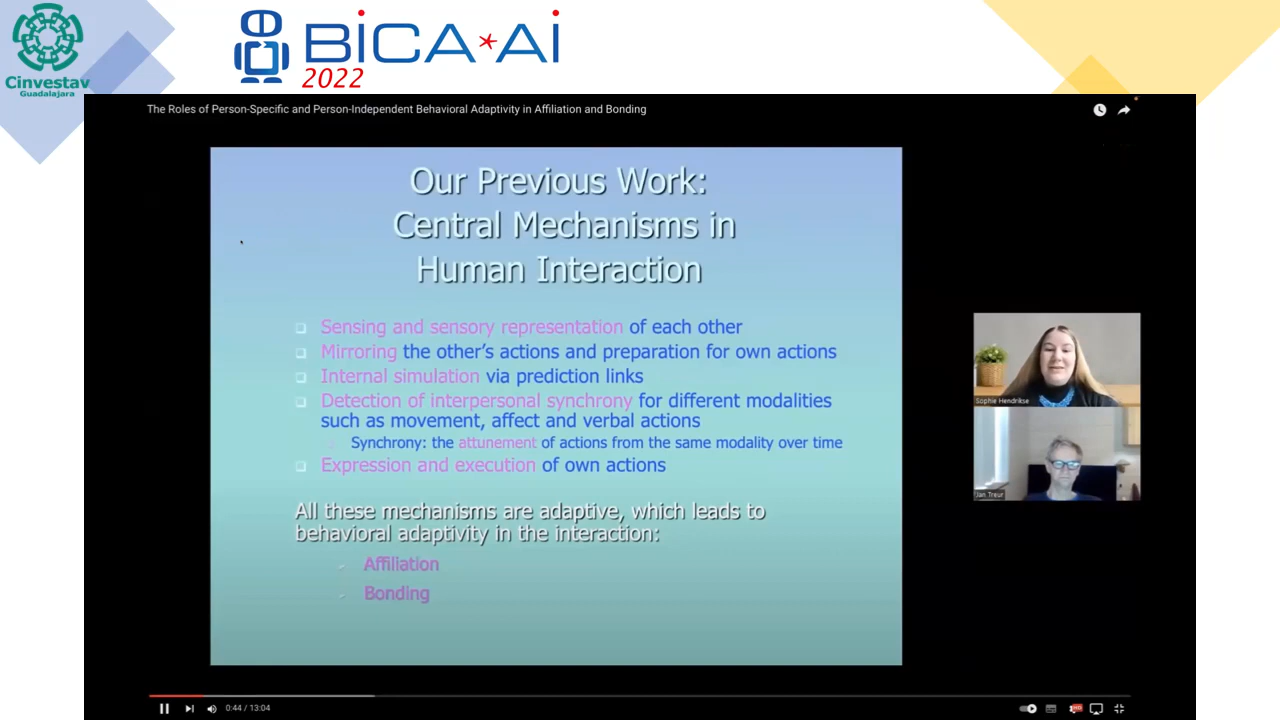 Cinvestav
Guadalajara
BiCA*Ai
2022
The Roles of Person-Specific and Person-Independent Behavioral Adaptivity in Affiliation and Bonding
Our Previous Work:
Central Mechanisms in
Human Interaction
Sensing and sensory representation of each other
Mirroring the other's actions and preparation for own actions
Internal simulation via prediction links
Detection of interpersonal synchrony for different modalities
such as movement, affect and verbal actions
Synchrony: the attunement of actions from the same modality over time
Expression and execution of own actions
All these mechanisms are adaptive, which leads to
behavioral adaptivity in the interaction:
Affiliation
Bonding
Sophie Hendrikse
Jan Treur
0:44 / 13:04